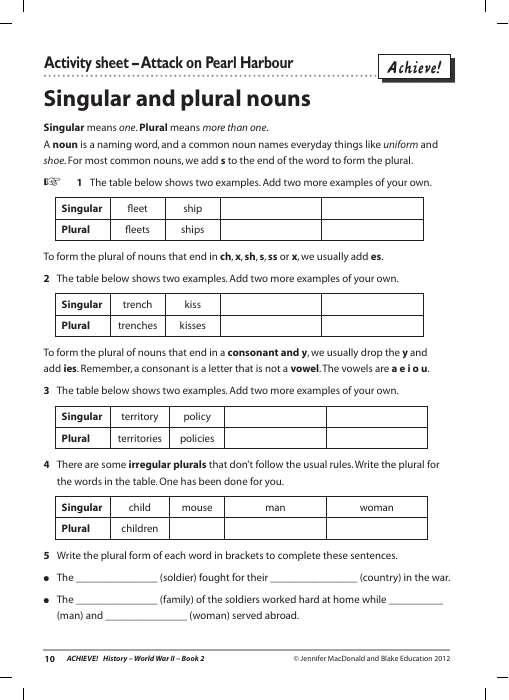 Activity sheet – Attack on Pearl Harbour
Achieve!
Singular and plural nouns
Singular means one. Plural means more than one.
A noun is a naming word, and a common noun names everyday things like uniform and
shoe. For most common nouns, we add s to the end of the word to form the plural.
1 The table below shows two examples. Add two more examples of your own.
Singular fleet ship
Plural fleets ships
To form the plural of nouns that end in ch, x, sh, s, ss or x, we usually add es.
2 The table below shows two examples. Add two more examples of your own.
Singular trench kiss
Plural trenches kisses
To form the plural of nouns that end in a consonant and y, we usually drop the y and
add ies. Remember, a consonant is a letter that is not a vowel. The vowels are a e i o u.
3 The table below shows two examples. Add two more examples of your own.
Singular territory policy
Plural territories policies
4 There are some irregular plurals that don't follow the usual rules. Write the plural for
the words in the table. One has been done for you.
Singular child mouse man woman
Plural children
5 Write the plural form of each word in brackets to complete these sentences.
• The _______________ (soldier) fought for their ________________ (country) in the war.
• The _______________ (family) of the soldiers worked hard at home while __________
(man) and _______________ (woman) served abroad.
10 ACHIEVE! History – World War II – Book 2 © Jennifer MacDonald and Blake Education 2012